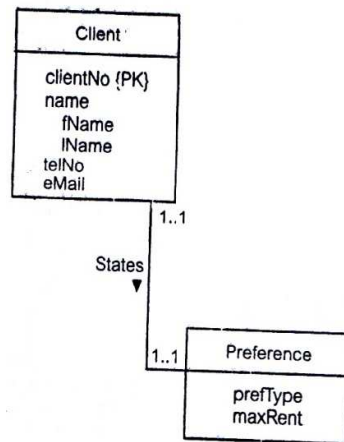 Client
clientNo {PK}
name
fName
lName
telNo
eMail
1..1
States
1..1
Preference
prefType
maxRent